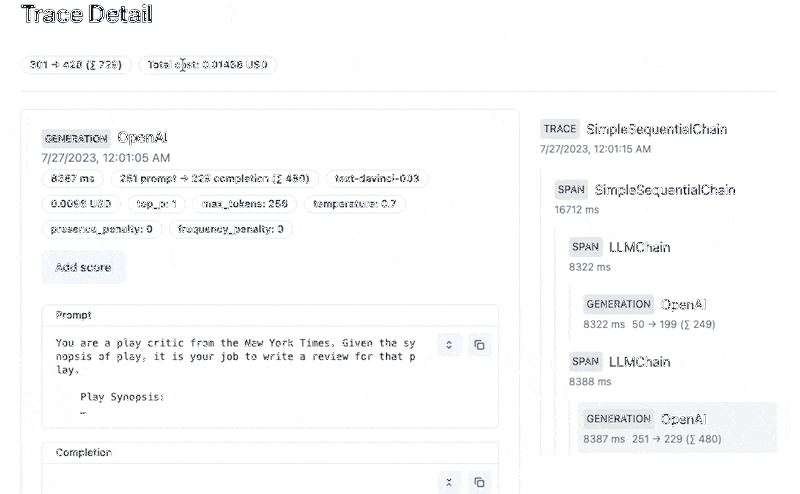 Trace Detail
301 → 428 (∑ 729)
Total cost: 0.01458 USD
GENERATION OpenAI
7/27/2023, 12:01:05 AM
8387 ms
251 prompt → 229 completion (∑ 480)
text-davinci-003
0.0096 USD
top_p: 1
max_tokens: 256
temperature: 0.7
presence_penalty: 0
frequency_penalty: 0
Add score
Prompt
You are a play critic from the New York Times. Given the sy
nopsis of play, it is your job to write a review for that p
lay.
Play Synopsis:
…
Completion
TRACE SimpleSequentialChain
7/27/2023, 12:01:15 AM
SPAN SimpleSequentialChain
16712 ms
SPAN LLMChain
8322 ms
GENERATION OpenAI
8322 ms 50 → 199 (∑ 249)
SPAN LLMChain
8388 ms
GENERATION OpenAI
8387 ms 251 → 229 (∑ 480)